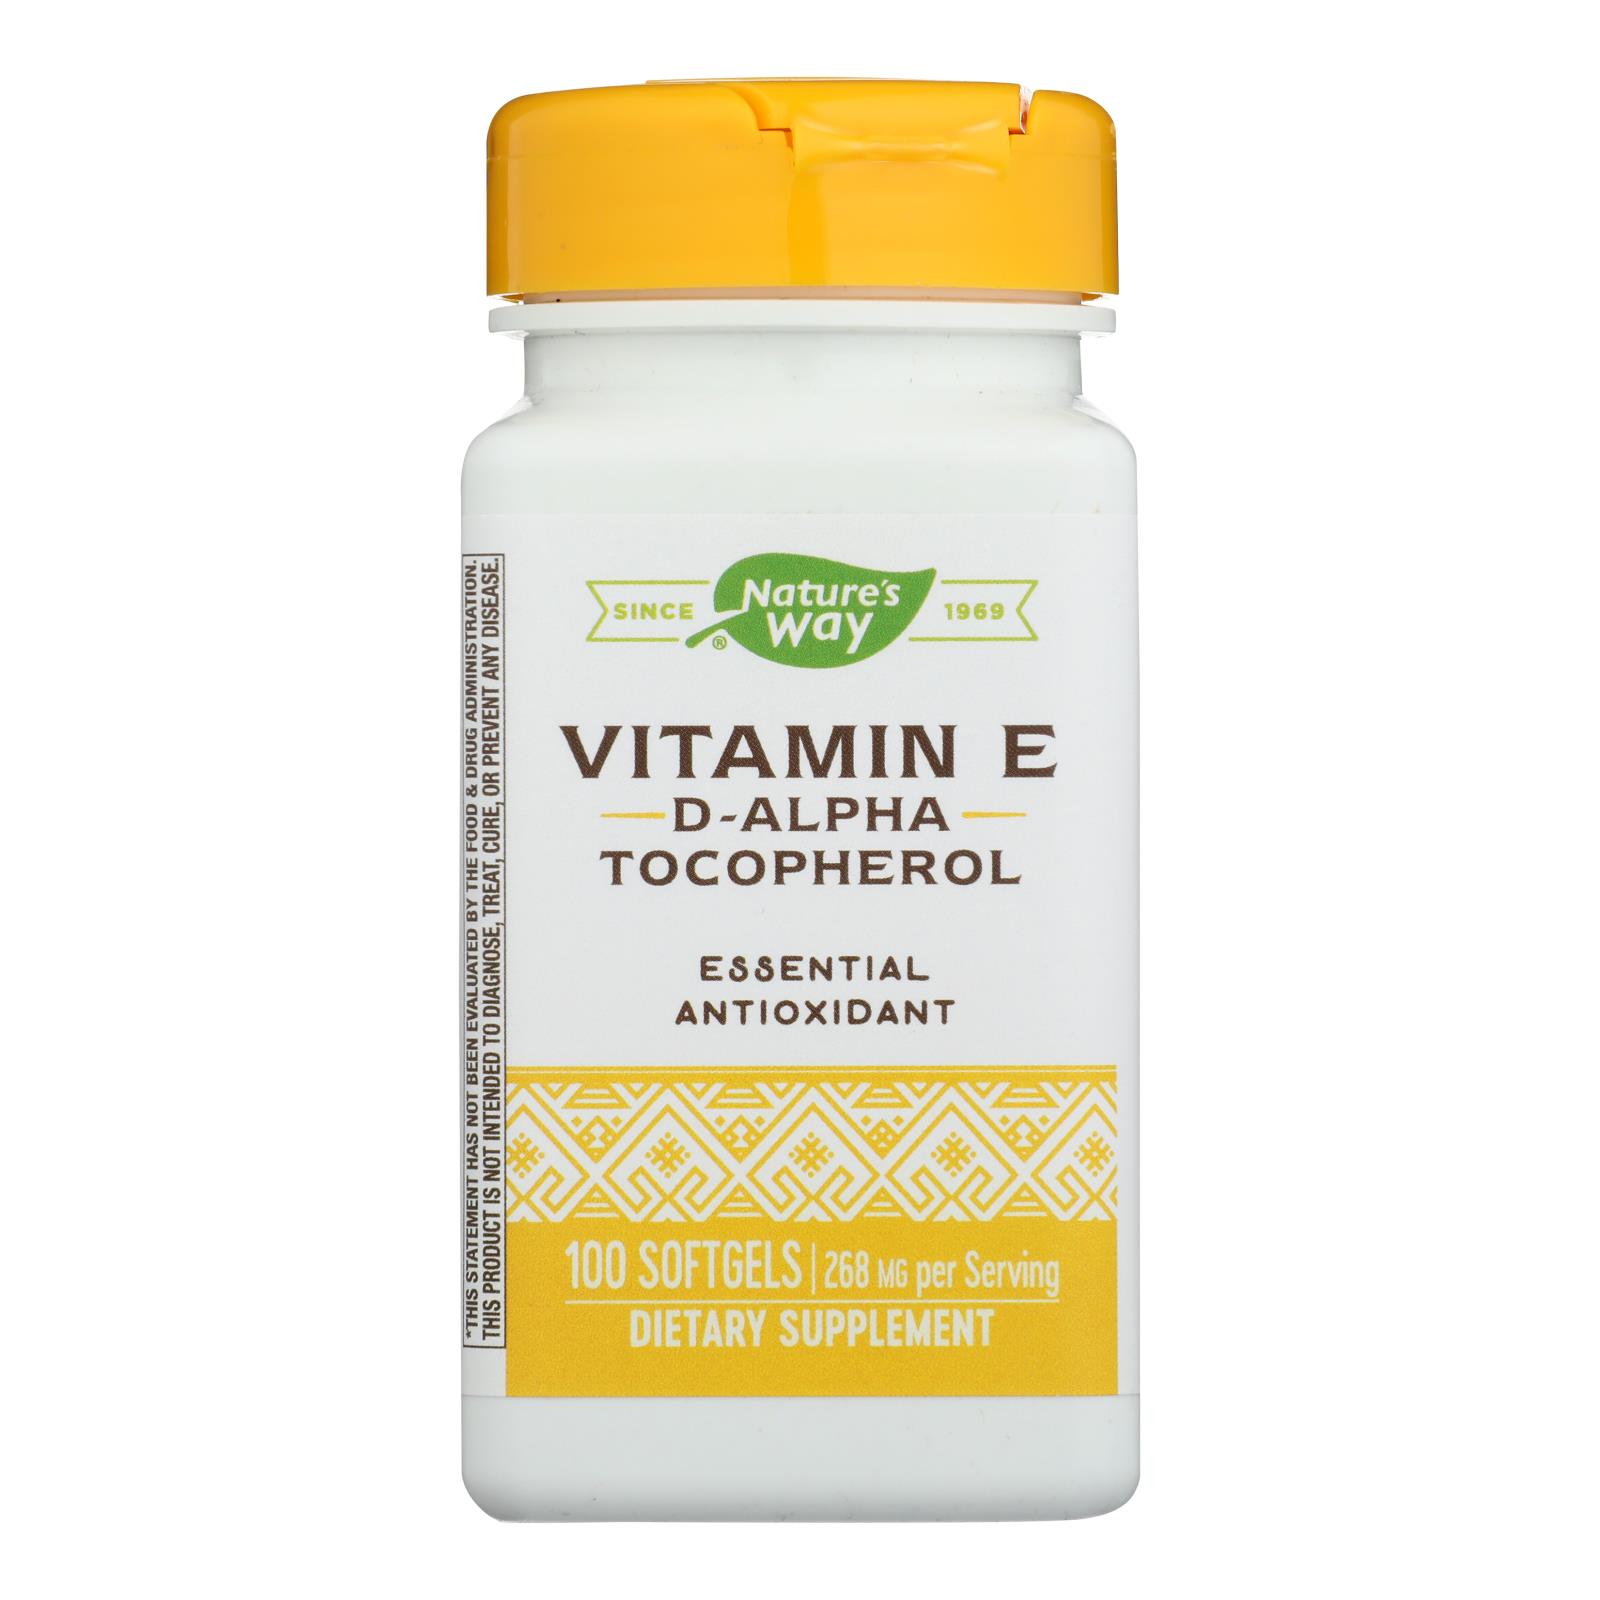 SINCE Nature's Way ® 1969
VITAMIN E
D-ALPHA
TOCOPHEROL
ESSENTIAL
ANTIOXIDANT
100 SOFTGELS | 268 MG per Serving
DIETARY SUPPLEMENT
*THIS STATEMENT HAS NOT BEEN EVALUATED BY THE FOOD & DRUG ADMINISTRATION.
THIS PRODUCT IS NOT INTENDED TO DIAGNOSE, TREAT, CURE, OR PREVENT ANY DISEASE.